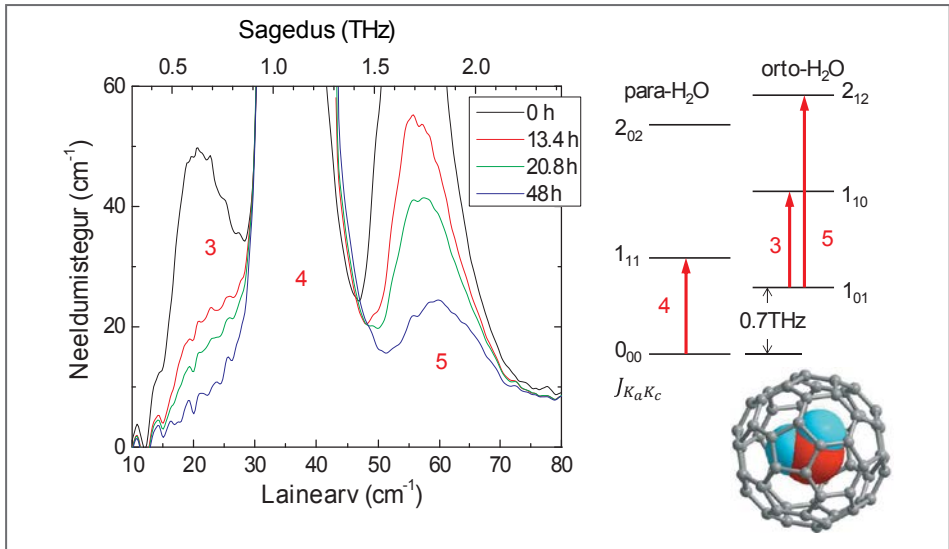 Sagedus (THz)
0.5 1.0 1.5 2.0
60
40
20
0
Neeldumistegur (cm⁻¹)
0 h
13.4 h
20.8 h
48 h
3
4
5
10 20 30 40 50 60 70 80
Lainearv (cm⁻¹)
para-H₂O
orto-H₂O
2₁₂
2₀₂
1₁₀
3
5
1₁₁
1₀₁
4
0.7THz
0₀₀
J_{K_aK_c}